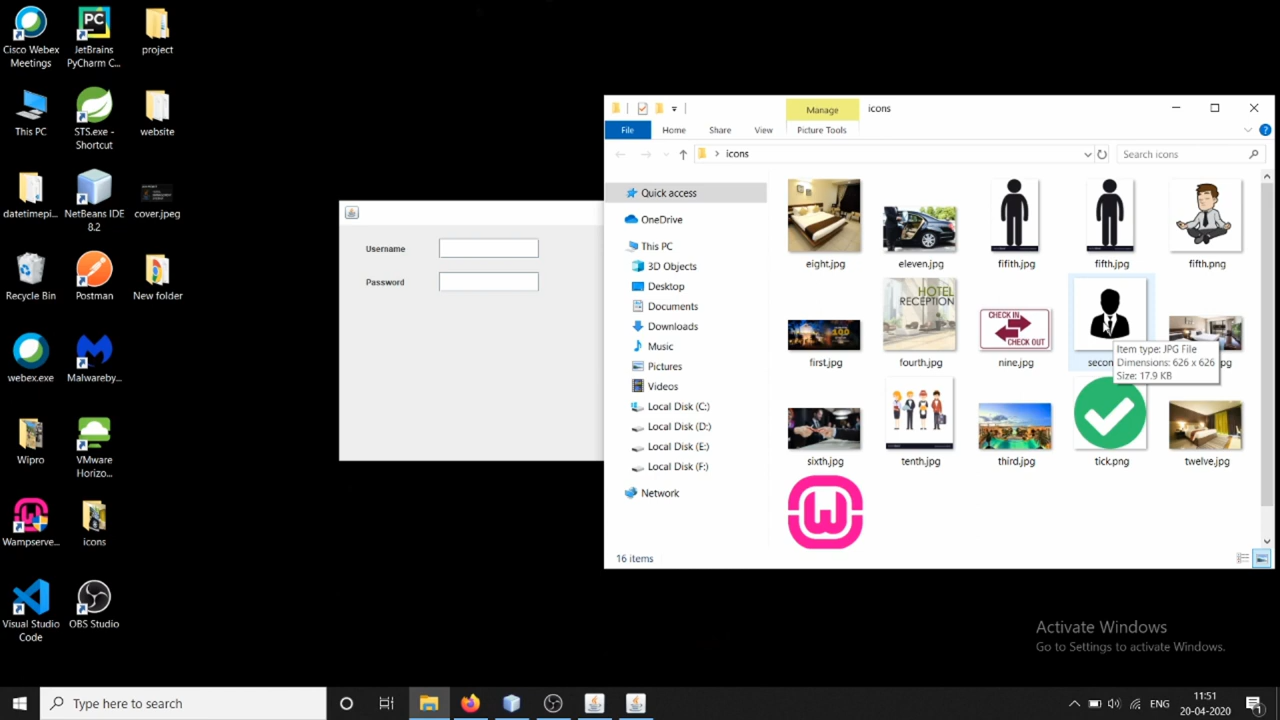 Cisco Webex
Meetings
JetBrains
PyCharm C...
project
This PC
STS.exe -
Shortcut
website
datetimepi...
NetBeans IDE
8.2
cover.jpeg
Recycle Bin
Postman
New folder
webex.exe
Malwareby...
Wipro
VMware
Horizo...
Wampserve...
icons
Visual Studio
Code
OBS Studio
Username
Password
Manage
icons
File
Home
Share
View
Picture Tools
icons
Search icons
Quick access
OneDrive
This PC
3D Objects
Desktop
Documents
Downloads
Music
Pictures
Videos
Local Disk (C:)
Local Disk (D:)
Local Disk (E:)
Local Disk (F:)
Network
eight.jpg
eleven.jpg
fifith.jpg
fifth.jpg
fifth.png
HOTEL
RECEPTION
CHECK IN
CHECK OUT
first.jpg
fourth.jpg
nine.jpg
Item type: JPG File
Dimensions: 626 x 626
Size: 17.9 KB
sixth.jpg
tenth.jpg
third.jpg
tick.png
twelve.jpg
16 items
Activate Windows
Go to Settings to activate Windows.
Type here to search
ENG
11:51
20-04-2020